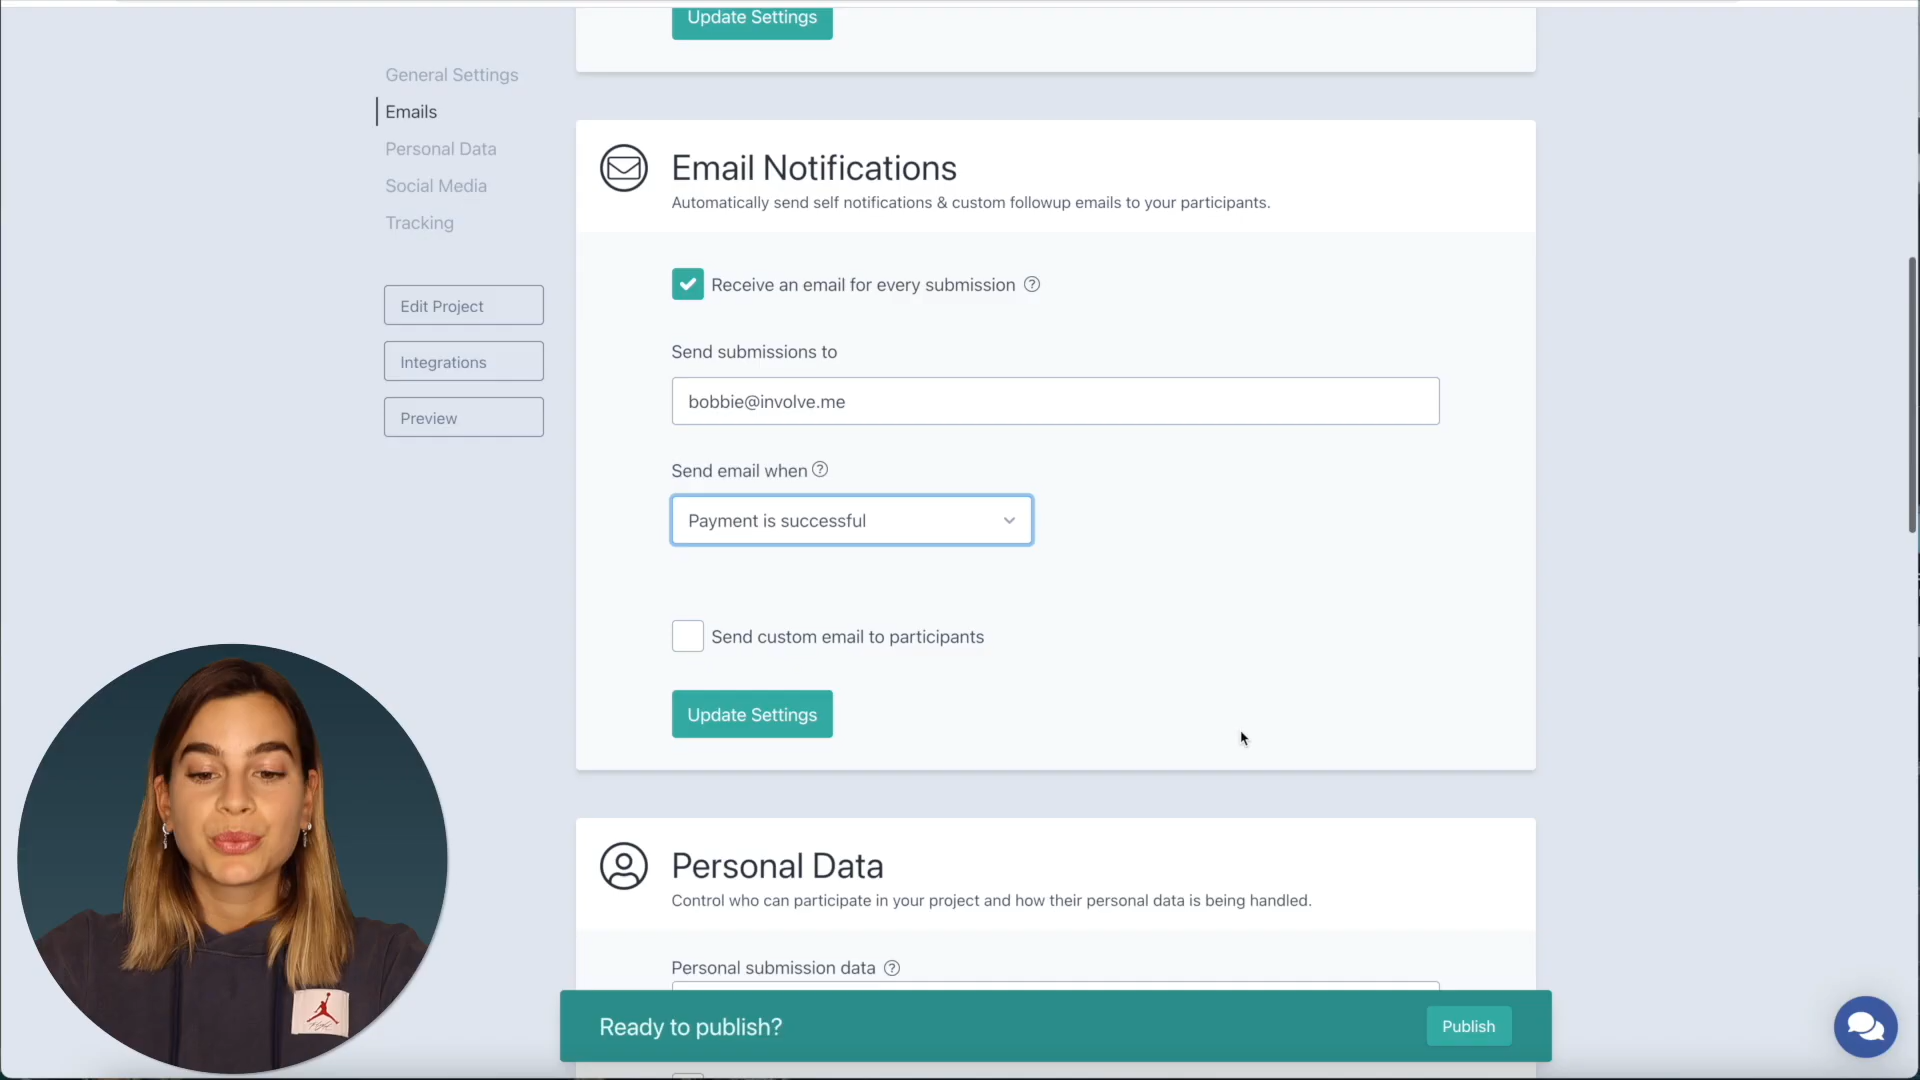 Update Settings
General Settings
Emails
Personal Data
Social Media
Tracking
Edit Project
Integrations
Preview
Email Notifications
Automatically send self notifications & custom followup emails to your participants.
Receive an email for every submission ?
Send submissions to
bobbie@involve.me
Send email when ?
Payment is successful
Send custom email to participants
Update Settings
Personal Data
Control who can participate in your project and how their personal data is being handled.
Personal submission data ?
Ready to publish?
Publish